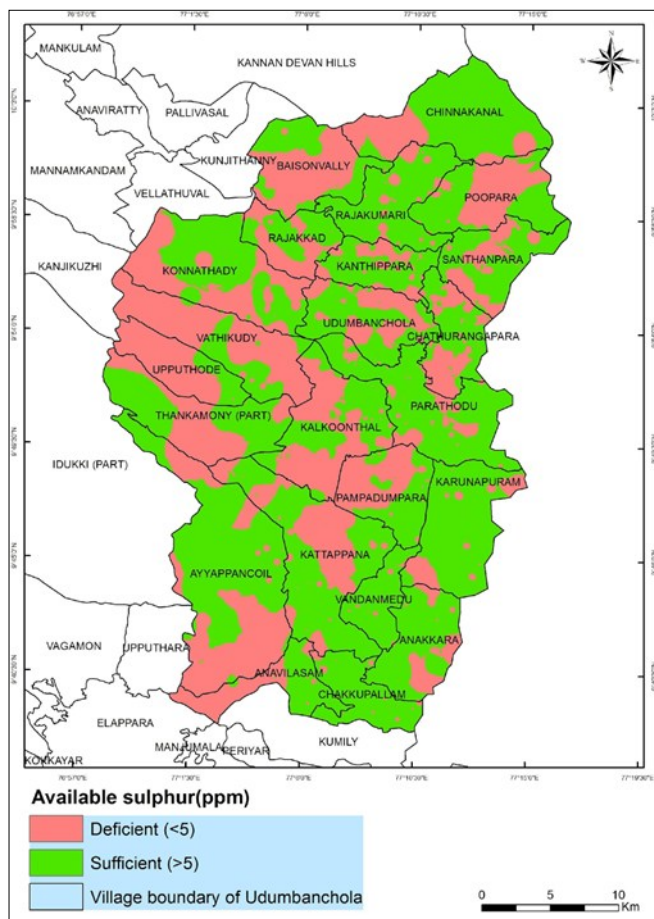 MANKULAM
KANNAN DEVAN HILLS
N
ANAVIRATTY
PALLIVASAL
CHINNAKANAL
KUNJITHANNY
BAISONVALLY
MANNAMKANDAM
VELLATHUVAL
POOPARA
RAJAKUMARI
RAJAKKAD
SANTHANPARA
KANJIKUZHI
KONNATHADY
KANTHIPPARA
UDUMBANCHOLA
VATHIKUDY
CHATHURANGAPARA
UPPUTHODE
PARATHODU
THANKAMONY (PART)
KALKOONTHAL
IDUKKI (PART)
KARUNAPURAM
PAMPADUMPARA
KATTAPPANA
AYYAPPANCOIL
VANDANMEDU
VAGAMON
UPPUTHARA
ANAKKARA
ANAVILASAM
CHAKKUPALLAM
ELAPPARA
MANJUMALA
PERIYAR
KUMILY
KOKKAYAR
Available sulphur(ppm)
Deficient (<5)
Sufficient (>5)
Village boundary of Udumbanchola
0 5 10
Km